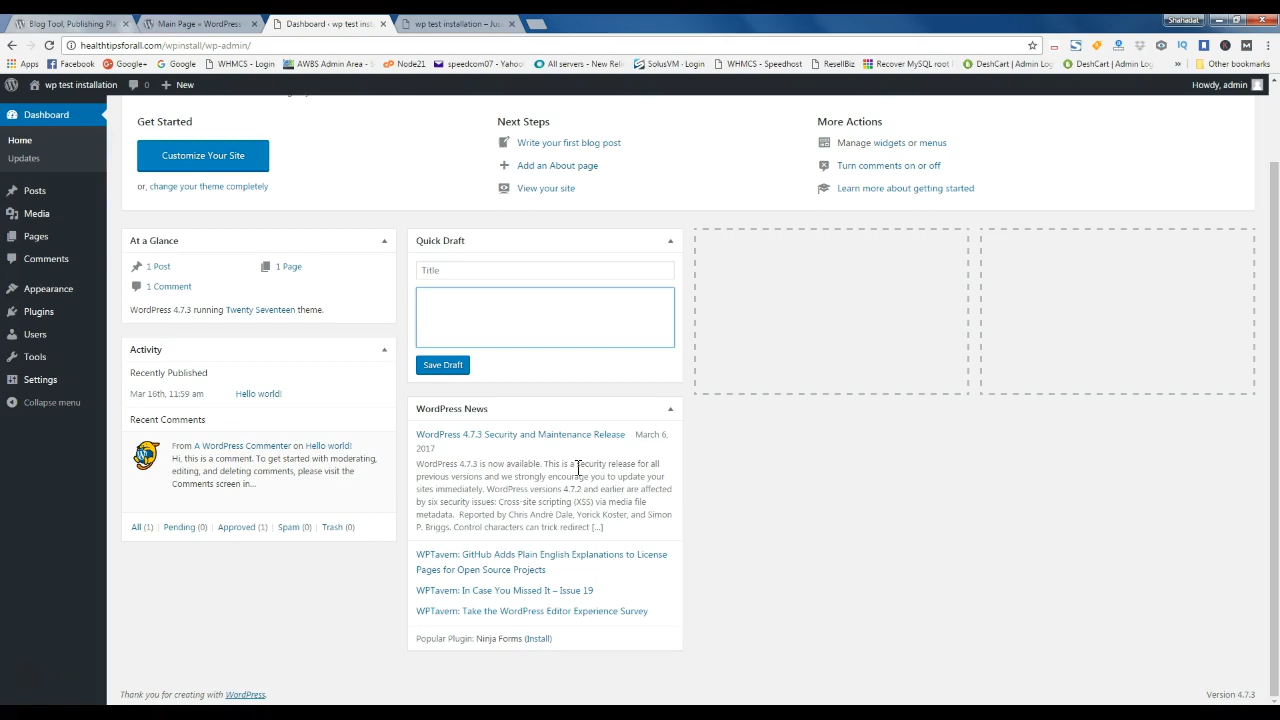 Blog Tool, Publishing Pla
Main Page « WordPress
Dashboard ‹ wp test inst
wp test installation – Jus
Shahadat
healthtipsforall.com/wpinstall/wp-admin/
Apps
Facebook
Google+
Google
WHMCS - Login
AWBS Admin Area - S
Node21
speedcom07 - Yahoo
All servers - New Reli
SolusVM - Login
WHMCS - Speedhost
ResellBiz
Recover MySQL root
DeshCart | Admin Log
DeshCart | Admin Log
»
Other bookmarks
wp test installation
0
+ New
Howdy, admin
Dashboard
Home
Updates
Posts
Media
Pages
Comments
Appearance
Plugins
Users
Tools
Settings
Collapse menu
Get Started
Customize Your Site
or, change your theme completely
Next Steps
Write your first blog post
Add an About page
View your site
More Actions
Manage widgets or menus
Turn comments on or off
Learn more about getting started
At a Glance
1 Post
1 Page
1 Comment
WordPress 4.7.3 running Twenty Seventeen theme.
Activity
Recently Published
Mar 16th, 11:59 am
Hello world!
Recent Comments
From A WordPress Commenter on Hello world!
Hi, this is a comment. To get started with moderating,
editing, and deleting comments, please visit the
Comments screen in…
All (1) | Pending (0) | Approved (1) | Spam (0) | Trash (0)
Quick Draft
Title
Save Draft
WordPress News
WordPress 4.7.3 Security and Maintenance Release March 6,
2017
WordPress 4.7.3 is now available. This is a security release for all
previous versions and we strongly encourage you to update your
sites immediately. WordPress versions 4.7.2 and earlier are affected
by six security issues: Cross-site scripting (XSS) via media file
metadata. Reported by Chris André Dale, Yorick Koster, and Simon
P. Briggs. Control characters can trick redirect […]
WPTavern: GitHub Adds Plain English Explanations to License
Pages for Open Source Projects
WPTavern: In Case You Missed It – Issue 19
WPTavern: Take the WordPress Editor Experience Survey
Popular Plugin: Ninja Forms (Install)
Thank you for creating with WordPress.
Version 4.7.3